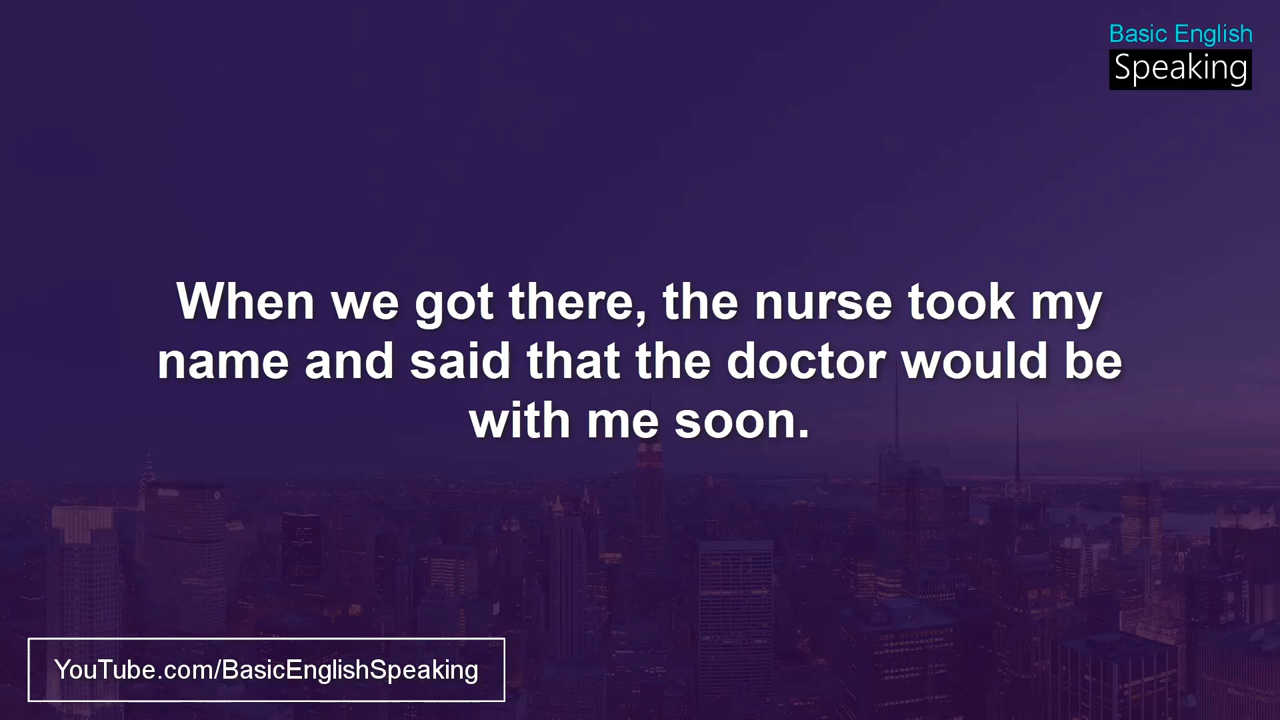 Basic English
Speaking
When we got there, the nurse took my
name and said that the doctor would be
with me soon.
YouTube.com/BasicEnglishSpeaking